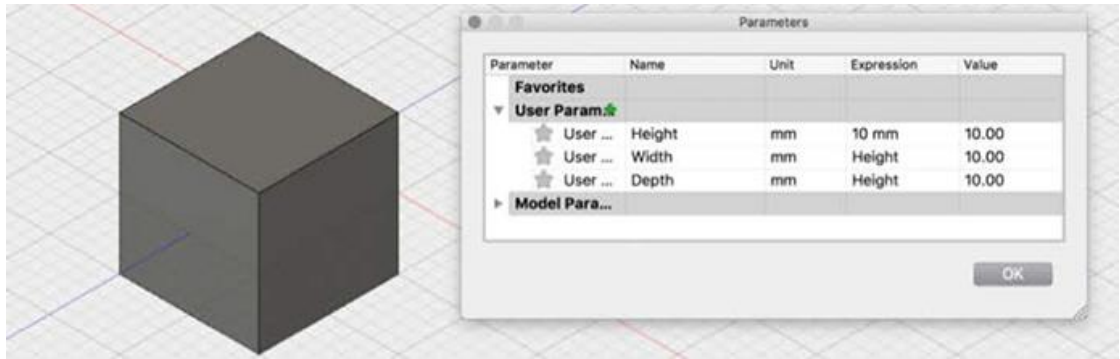 Parameters
Parameter Name Unit Expression Value
Favorites
User Param.
User ... Height mm 10 mm 10.00
User ... Width mm Height 10.00
User ... Depth mm Height 10.00
Model Para...
OK